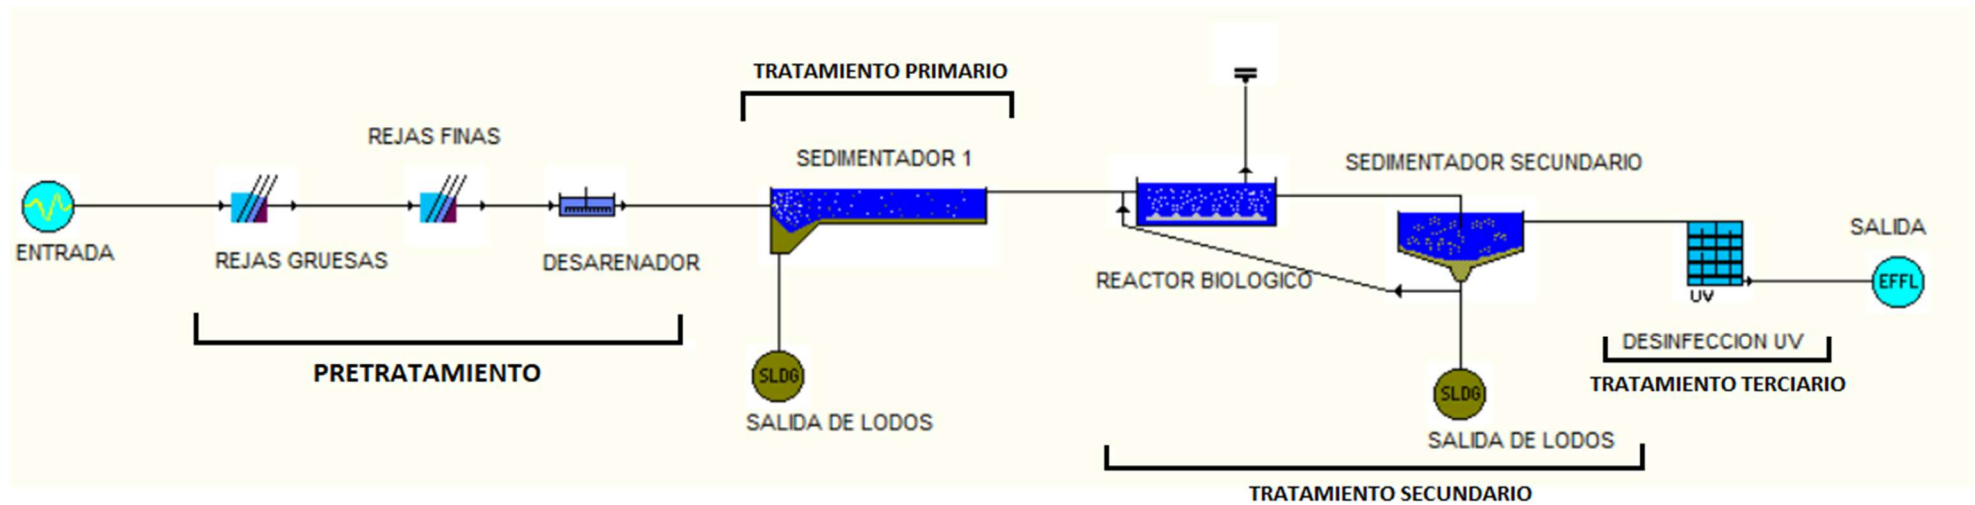 TRATAMIENTO PRIMARIO
REJAS FINAS
SEDIMENTADOR 1
SEDIMENTADOR SECUNDARIO
ENTRADA
REJAS GRUESAS
DESARENADOR
REACTOR BIOLOGICO
UV
SALIDA
EFFL
PRETRATAMIENTO
SLDG
SALIDA DE LODOS
SLDG
SALIDA DE LODOS
DESINFECCION UV
TRATAMIENTO TERCIARIO
TRATAMIENTO SECUNDARIO